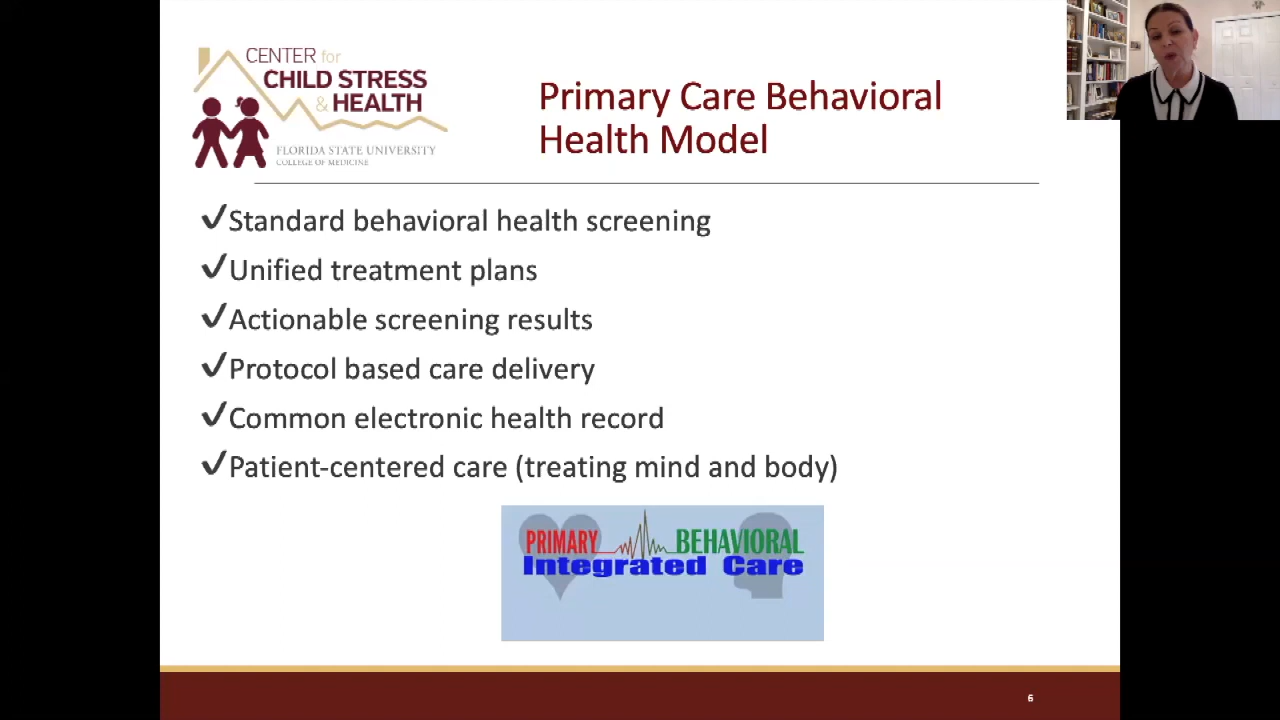 CENTER for
CHILD STRESS
& HEALTH
FLORIDA STATE UNIVERSITY
COLLEGE OF MEDICINE
Primary Care Behavioral
Health Model
✔Standard behavioral health screening
✔Unified treatment plans
✔Actionable screening results
✔Protocol based care delivery
✔Common electronic health record
✔Patient-centered care (treating mind and body)
PRIMARY BEHAVIORAL
Integrated Care
6